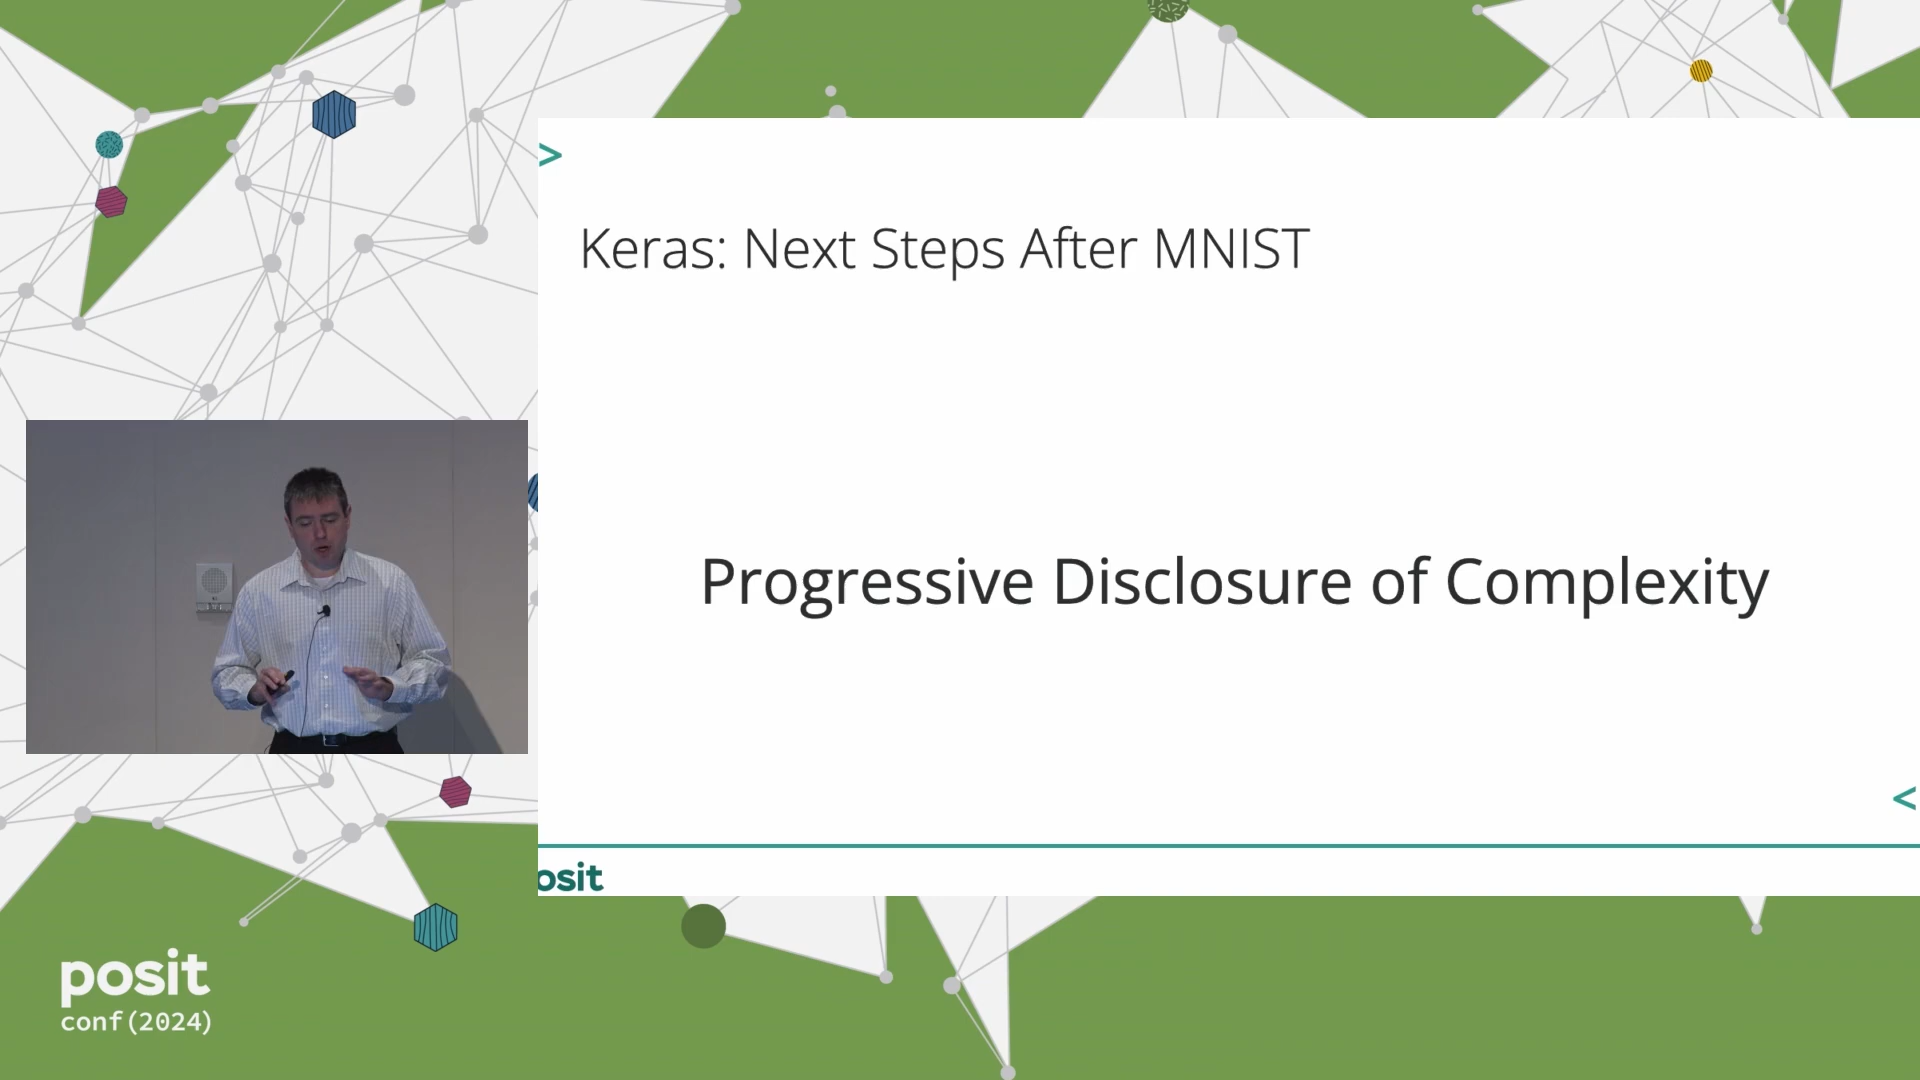 >
Keras: Next Steps After MNIST
Progressive Disclosure of Complexity
<
osit
posit
conf(2024)